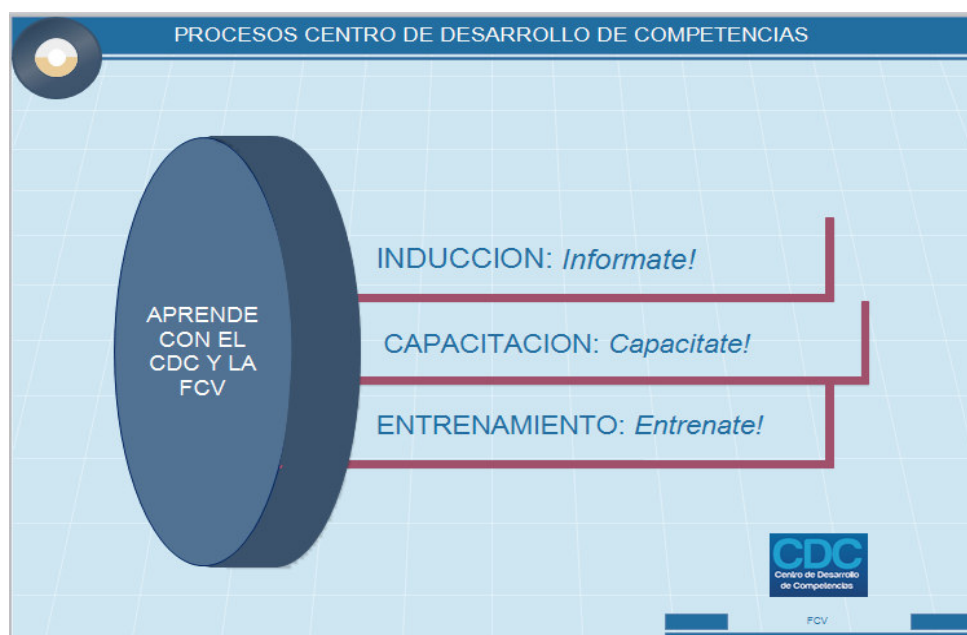 PROCESOS CENTRO DE DESARROLLO DE COMPETENCIAS
APRENDE
CON EL
CDC Y LA
FCV
INDUCCION: Informate!
CAPACITACION: Capacitate!
ENTRENAMIENTO: Entrenate!
CDC
Centro de Desarrollo
de Competencias
FCV